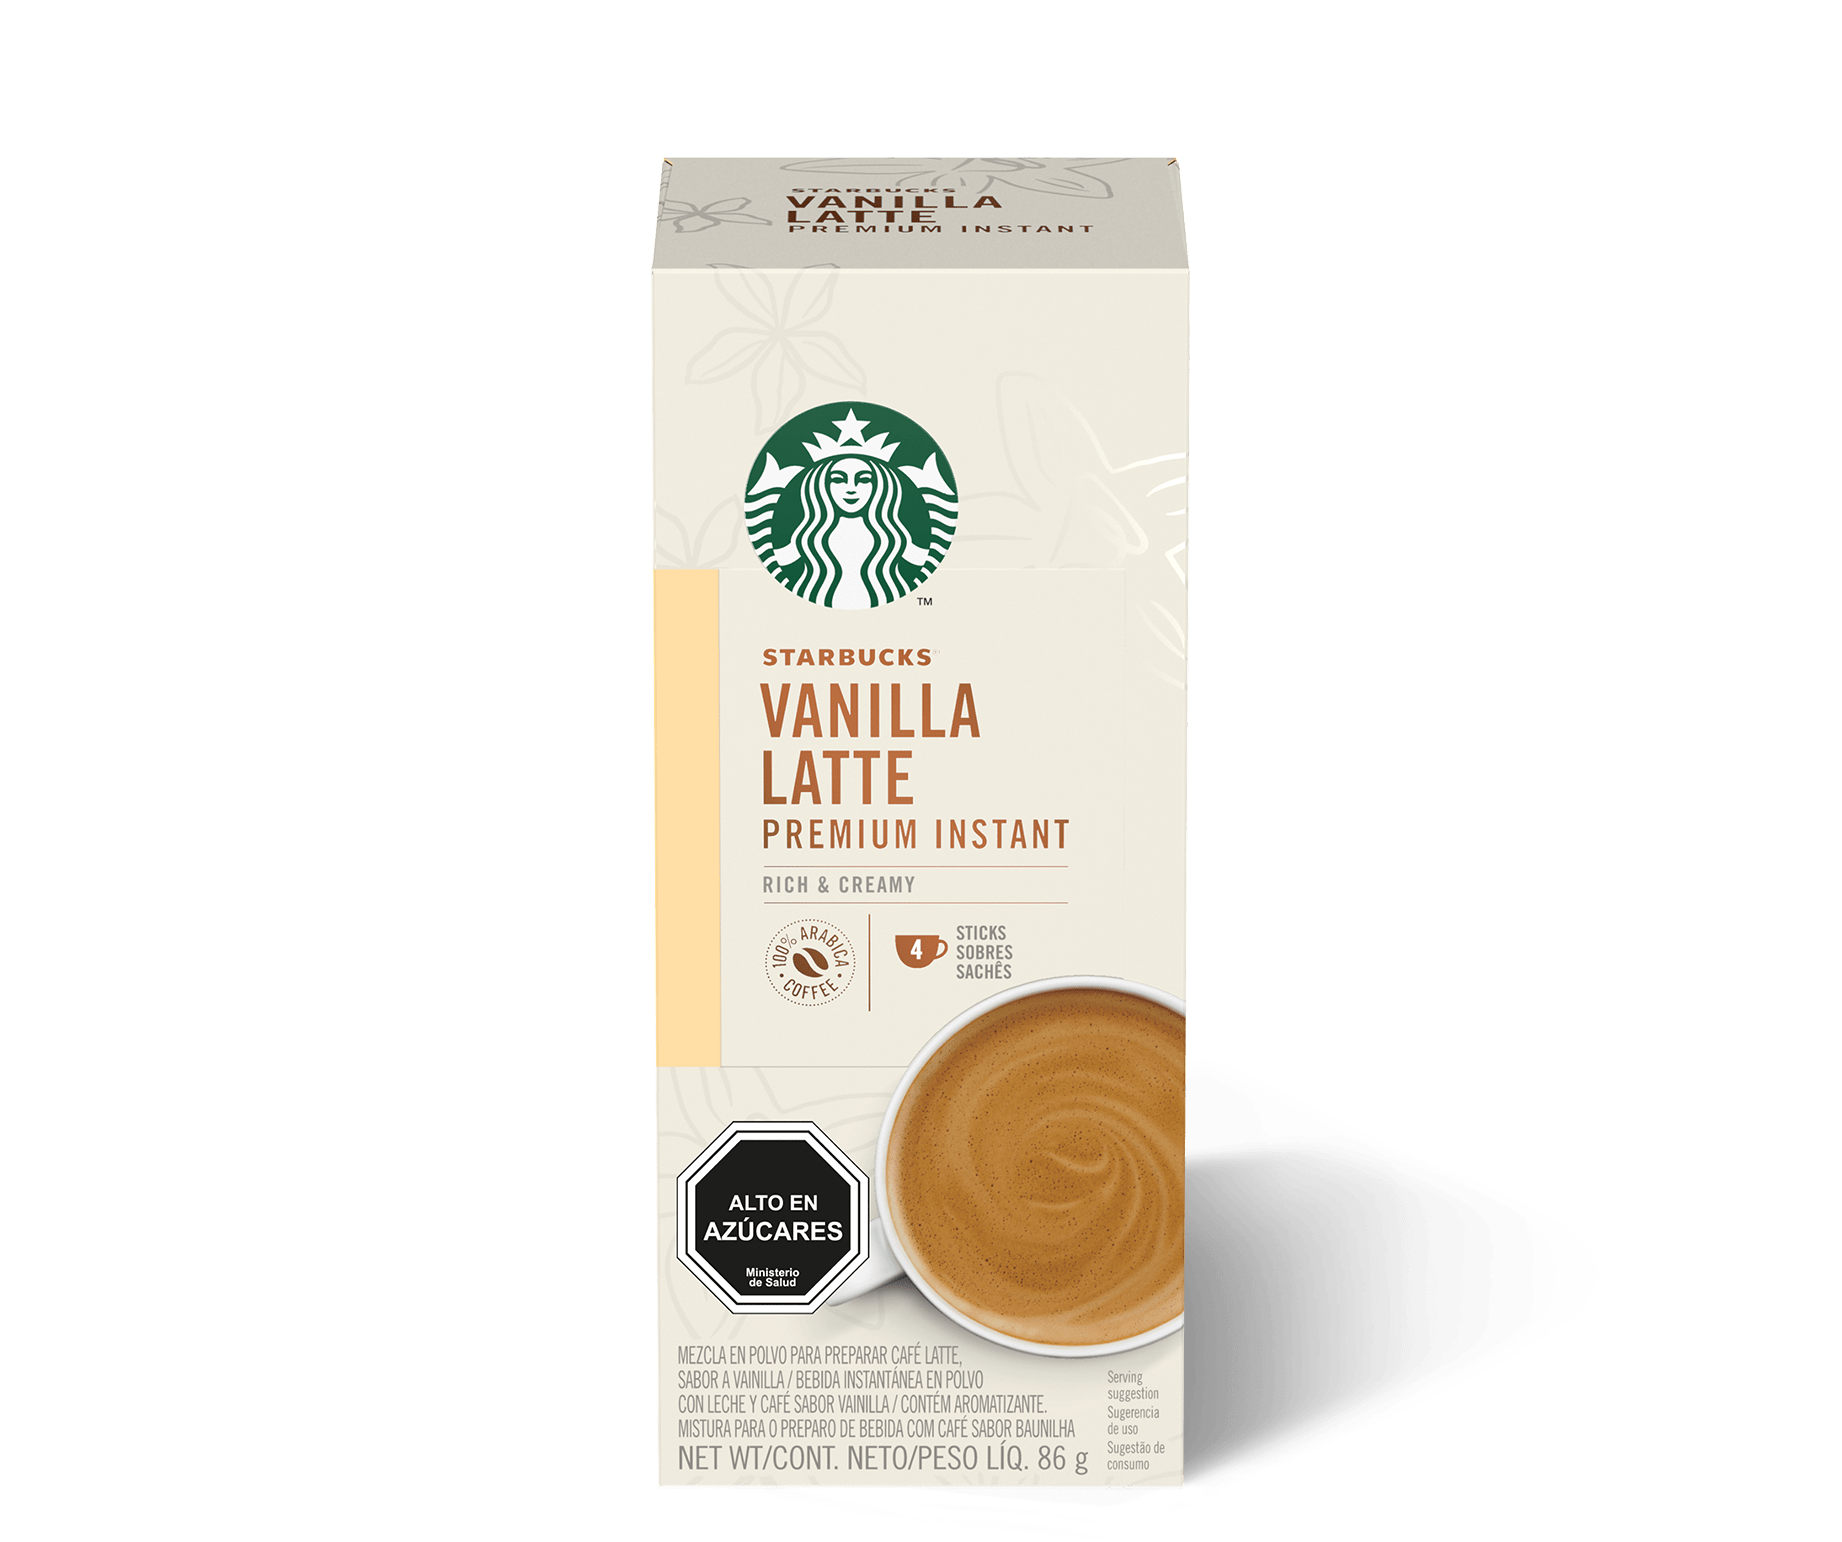 STARBUCKS
VANILLA
LATTE
PREMIUM INSTANT
TM
STARBUCKS
VANILLA
LATTE
PREMIUM INSTANT
RICH & CREAMY
100% ARABICA
COFFEE
4
STICKS
SOBRES
SACHÊS
ALTO EN
AZÚCARES
Ministerio
de Salud
MEZCLA EN POLVO PARA PREPARAR CAFÉ LATTE,
SABOR A VAINILLA / BEBIDA INSTANTÁNEA EN POLVO
CON LECHE Y CAFÉ SABOR VAINILLA / CONTÉM AROMATIZANTE.
MISTURA PARA O PREPARO DE BEBIDA COM CAFÉ SABOR BAUNILHA
NET WT/CONT. NETO/PESO LÍQ. 86 g
Serving
suggestion
Sugerencia
de uso
Sugestão de
consumo